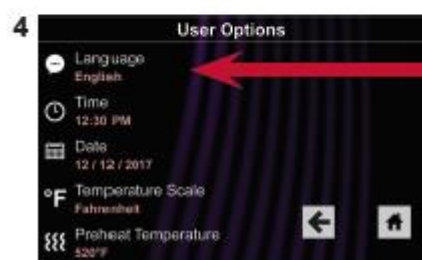 4
User Options
Language
English
Time
12:30 PM
Date
12 / 12 / 2017
°F
Temperature Scale
Fahrenheit
Preheat Temperature
520°F